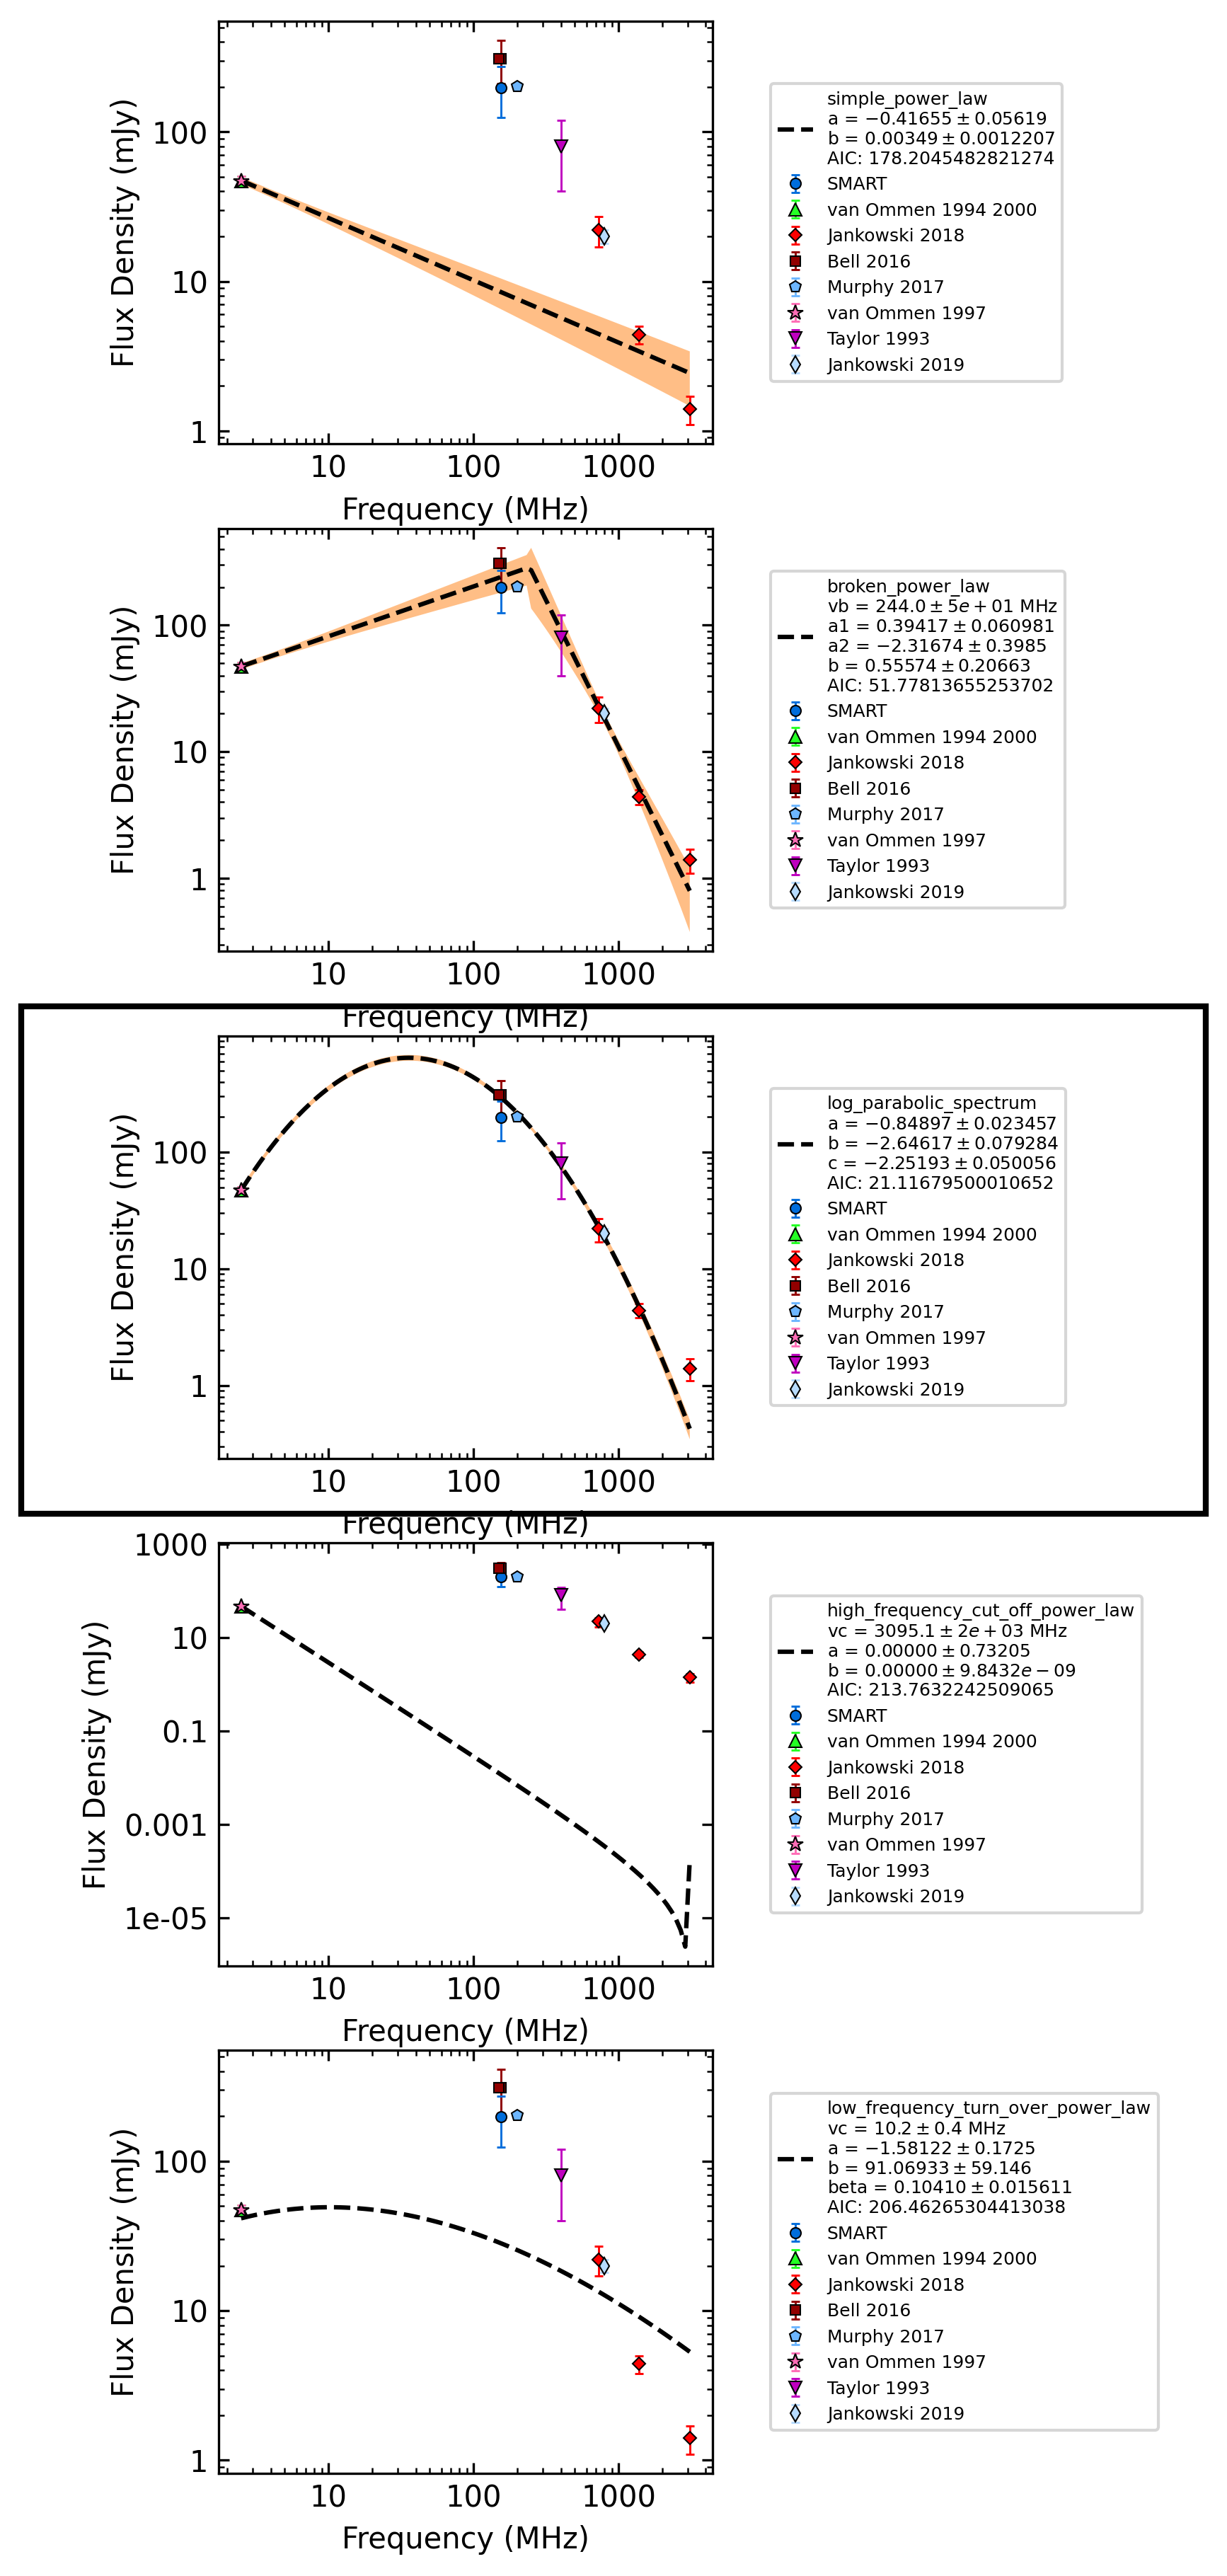 100
10
1
Flux Density (mJy)
10 100 1000
Frequency (MHz)
simple_power_law
a = −0.41655 ± 0.05619
b = 0.00349 ± 0.0012207
AIC: 178.2045482821274
SMART
van Ommen 1994 2000
Jankowski 2018
Bell 2016
Murphy 2017
van Ommen 1997
Taylor 1993
Jankowski 2019
100
10
1
Flux Density (mJy)
10 100 1000
Frequency (MHz)
broken_power_law
vb = 244.0 ± 5e + 01 MHz
a1 = 0.39417 ± 0.060981
a2 = −2.31674 ± 0.3985
b = 0.55574 ± 0.20663
AIC: 51.77813655253702
SMART
van Ommen 1994 2000
Jankowski 2018
Bell 2016
Murphy 2017
van Ommen 1997
Taylor 1993
Jankowski 2019
100
10
1
Flux Density (mJy)
10 100 1000
Frequency (MHz)
log_parabolic_spectrum
a = −0.84897 ± 0.023457
b = −2.64617 ± 0.079284
c = −2.25193 ± 0.050056
AIC: 21.11679500010652
SMART
van Ommen 1994 2000
Jankowski 2018
Bell 2016
Murphy 2017
van Ommen 1997
Taylor 1993
Jankowski 2019
1000
10
0.1
0.001
1e-05
Flux Density (mJy)
10 100 1000
Frequency (MHz)
high_frequency_cut_off_power_law
vc = 3095.1 ± 2e + 03 MHz
a = 0.00000 ± 0.73205
b = 0.00000 ± 9.8432e − 09
AIC: 213.7632242509065
SMART
van Ommen 1994 2000
Jankowski 2018
Bell 2016
Murphy 2017
van Ommen 1997
Taylor 1993
Jankowski 2019
100
10
1
Flux Density (mJy)
10 100 1000
Frequency (MHz)
low_frequency_turn_over_power_law
vc = 10.2 ± 0.4 MHz
a = −1.58122 ± 0.1725
b = 91.06933 ± 59.146
beta = 0.10410 ± 0.015611
AIC: 206.46265304413038
SMART
van Ommen 1994 2000
Jankowski 2018
Bell 2016
Murphy 2017
van Ommen 1997
Taylor 1993
Jankowski 2019